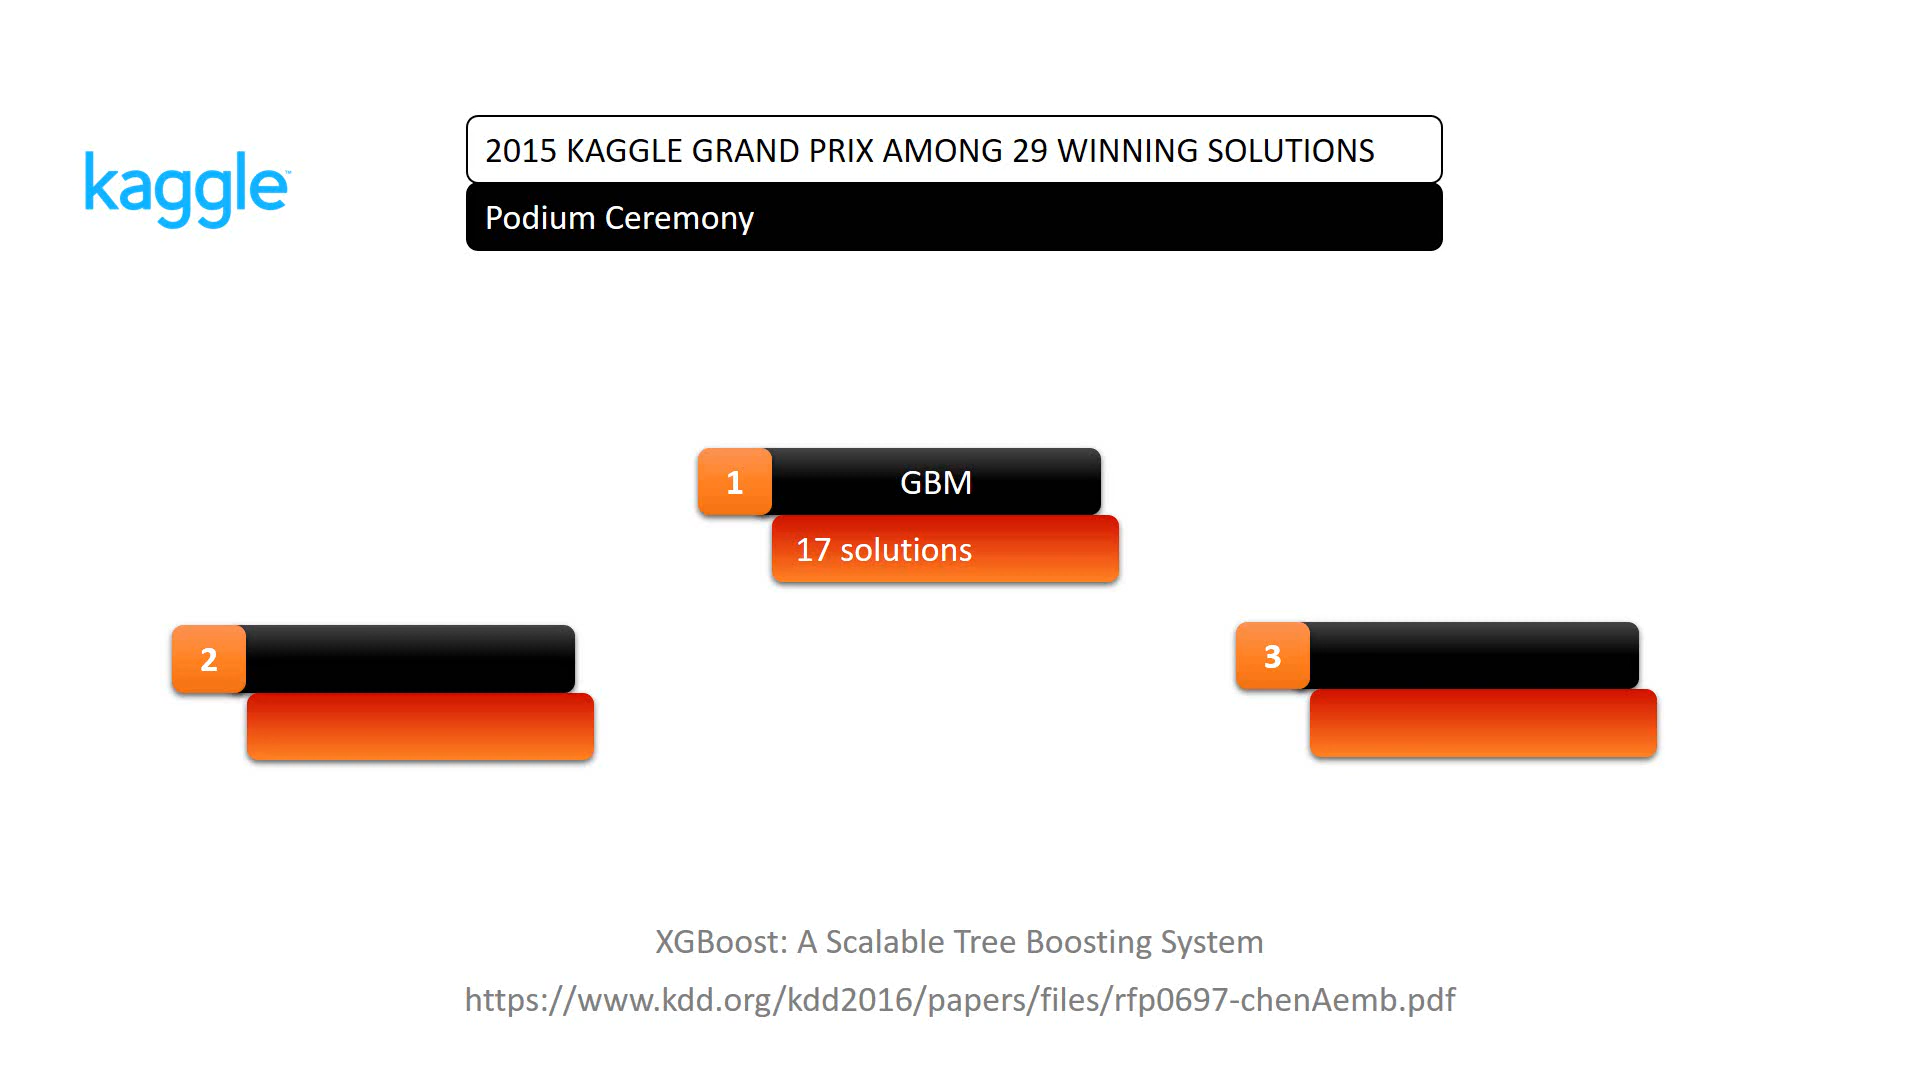 kaggle™
2015 KAGGLE GRAND PRIX AMONG 29 WINNING SOLUTIONS
Podium Ceremony
1
GBM
17 solutions
2
3
XGBoost: A Scalable Tree Boosting System
https://www.kdd.org/kdd2016/papers/files/rfp0697-chenAemb.pdf